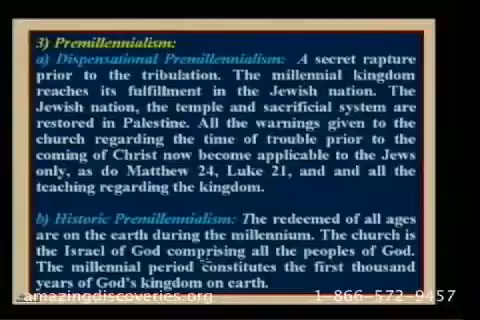 3) Premillennialism:
a) Dispensational Premillennialism: A secret rapture
prior to the tribulation. The millennial kingdom
reaches its fulfillment in the Jewish nation. The
Jewish nation, the temple and sacrificial system are
restored in Palestine. All the warnings given to the
church regarding the time of trouble prior to the
coming of Christ now become applicable to the Jews
only, as do Matthew 24, Luke 21, and and all the
teaching regarding the kingdom.
b) Historic Premillennialism: The redeemed of all ages
are on the earth during the millennium. The church is
the Israel of God comprising all the peoples of God.
The millennial period constitutes the first thousand
years of God's kingdom on earth.
amazingdiscoveries.org 1-866-572-9457